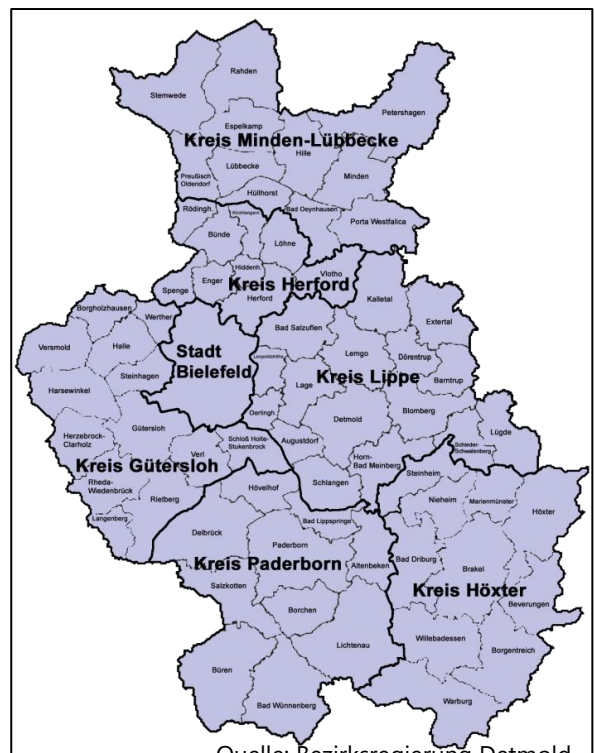 Rahden
Stemwede
Petershagen
Espelkamp
Kreis Minden-Lübbecke
Hille
Lübbecke
Preußisch
Oldendorf
Minden
Hüllhorst
Rödingh.
Kirchlengern
Bad Oeynhausen
Porta Westfalica
Bünde
Löhne
Hiddenh.
Vlotho
Enger
Kreis Herford
Spenge
Herford
Kalletal
Borgholzhausen
Werther
Bad Salzuflen
Extertal
Versmold
Halle
Stadt
Bielefeld
Leopoldshöhe
Lemgo
Dörentrup
Steinhagen
Kreis Lippe
Barntrup
Harsewinkel
Lage
Oerlingh.
Detmold
Blomberg
Gütersloh
Lügde
Herzebrock-
Clarholz
Schloß Holte-
Stukenbrock
Augustdorf
Schieder-
Schwalenberg
Verl
Horn-
Bad Meinberg
Kreis Gütersloh
Steinheim
Rheda-
Wiedenbrück
Schlangen
Hövelhof
Rietberg
Nieheim
Marienmünster
Höxter
Langenberg
Bad Lippspringe
Delbrück
Paderborn
Bad Driburg
Kreis Paderborn
Altenbeken
Brakel
Salzkotten
Kreis Höxter
Borchen
Beverungen
Willebadessen
Lichtenau
Borgentreich
Büren
Warburg
Bad Wünnenberg
Quelle: Bezirksregierung Detmold